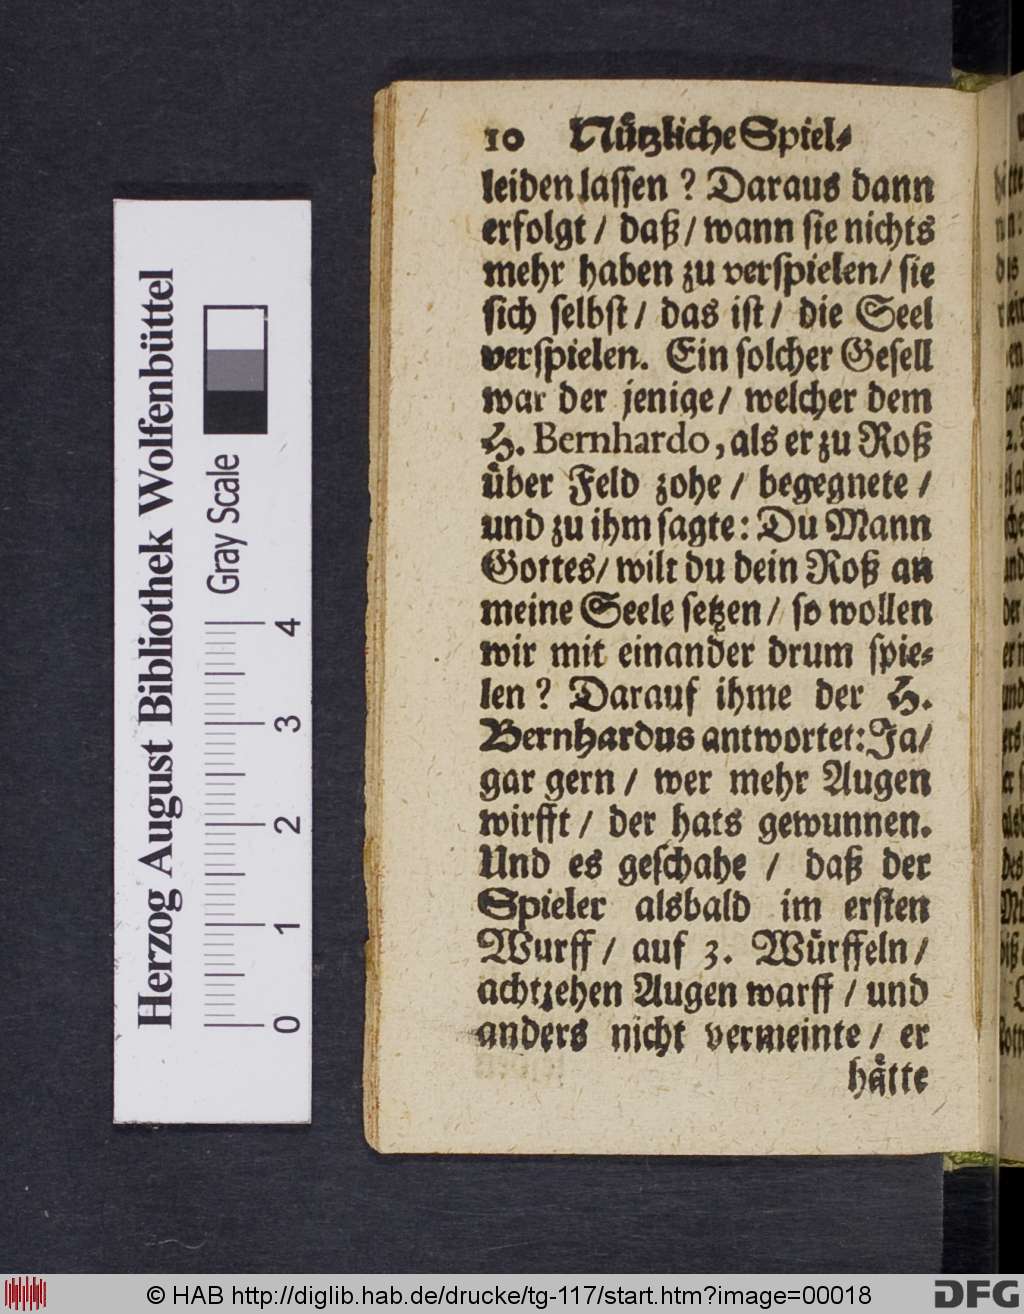 10 Nützliche Spiel-
leiden lassen ? Daraus dann
erfolgt / daß / wann sie nichts
mehr haben zu verspielen / sie
sich selbst / das ist / die Seel
verspielen. Ein solcher Gesell
war der jenige / welcher dem
H. Bernhardo, als er zu Roß
über Feld zohe / begegnete /
und zu ihm sagte: Du Mann
Gottes / wilt du dein Roß an
meine Seele setzen / so wollen
wir mit einander drum spie-
len ? Darauf ihme der H.
Bernhardus antwortet: Ja /
gar gern / wer mehr Augen
wirfft / der hats gewunnen.
Und es geschahe / daß der
Spieler alsbald im ersten
Wurff / auf 3. Würffeln /
achtzehen Augen warff / und
anders nicht vermeinte / er
hätte
Herzog August Bibliothek Wolfenbüttel
Gray Scale
0 1 2 3 4
© HAB http://diglib.hab.de/drucke/tg-117/start.htm?image=00018
DFG